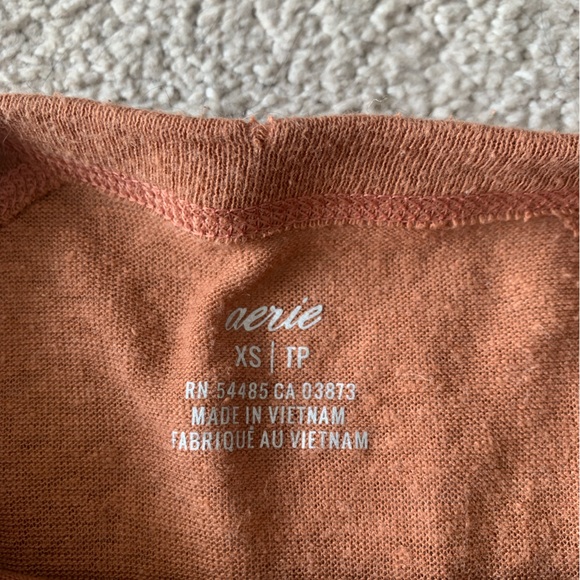 aerie
XS | TP
RN 54485 CA 03873
MADE IN VIETNAM
FABRIQUÉ AU VIETNAM